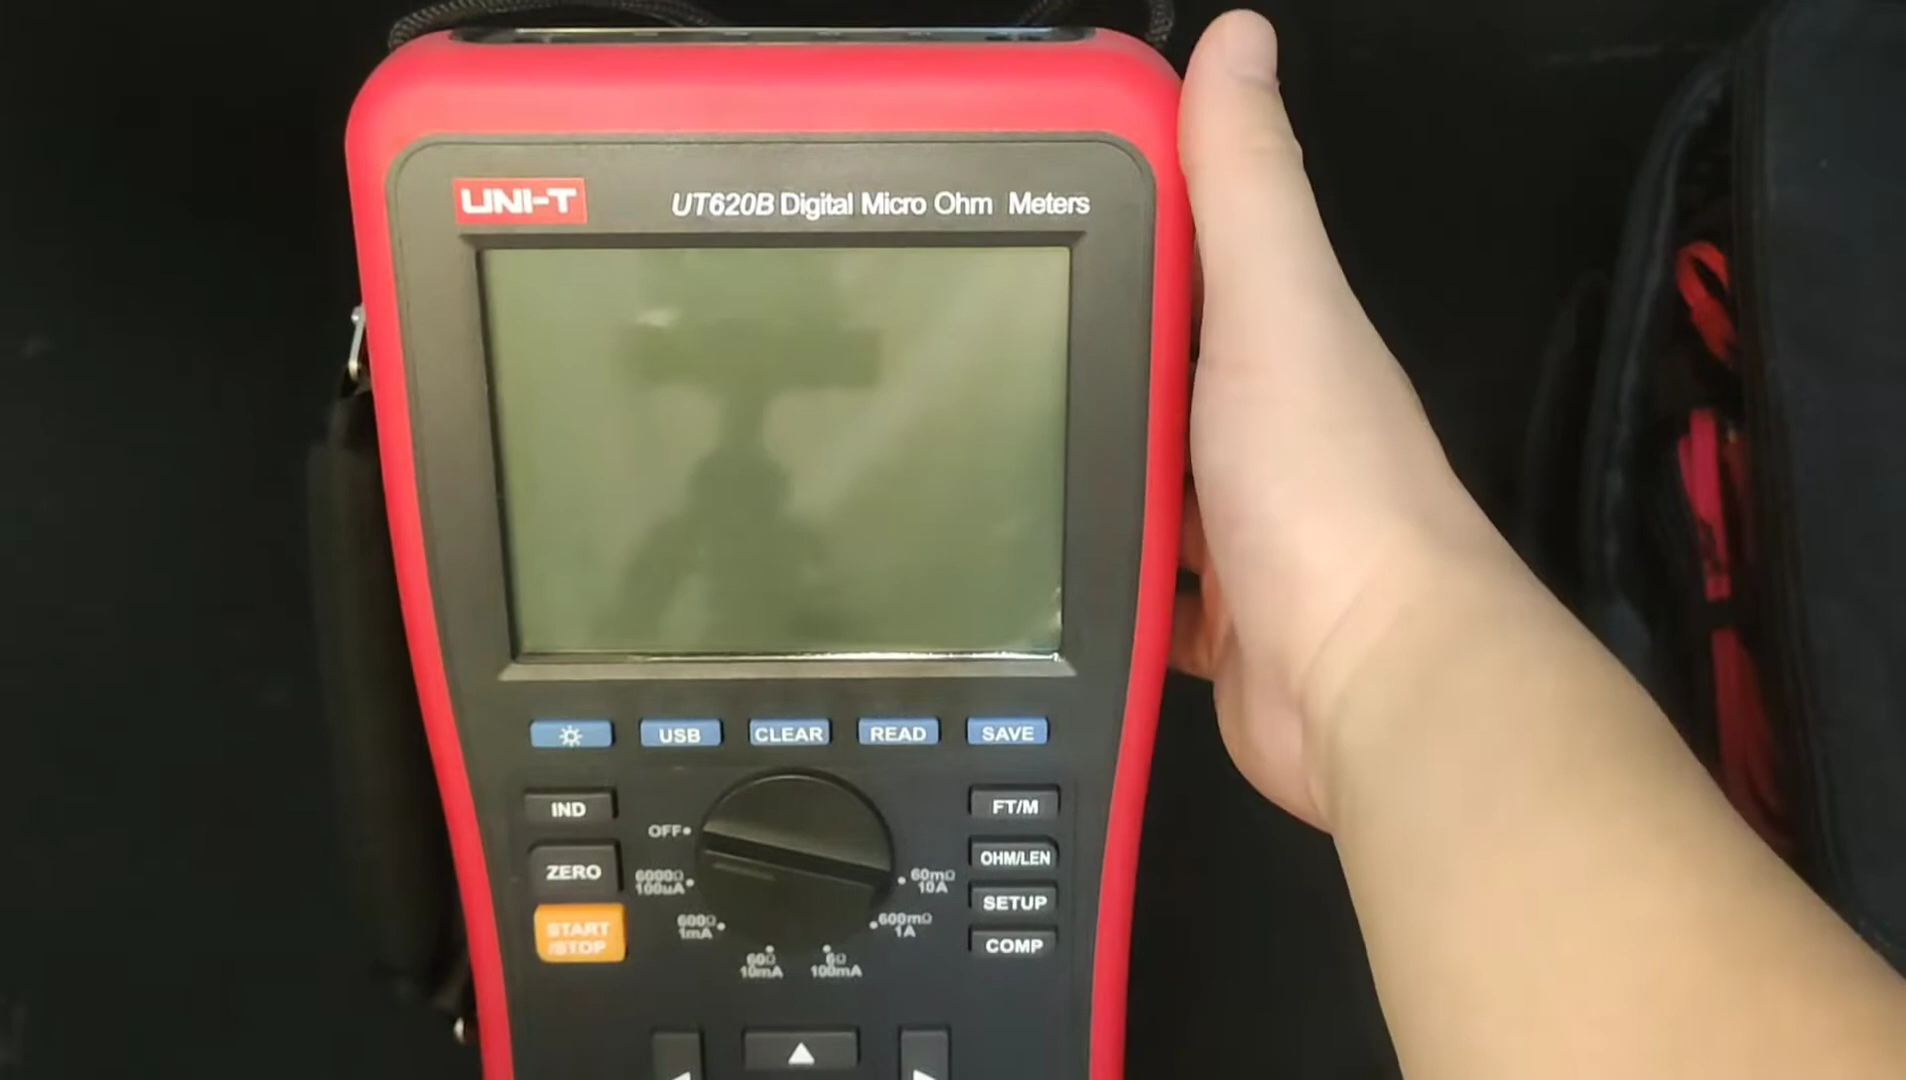 UNI-T
UT620B Digital Micro Ohm Meters
USB
CLEAR
READ
SAVE
IND
FT/M
OFF
ZERO
OHM/LEN
6000Ω
100uA
60mΩ
10A
SETUP
START
/STOP
600Ω
1mA
600mΩ
1A
COMP
60Ω
10mA
6Ω
100mA